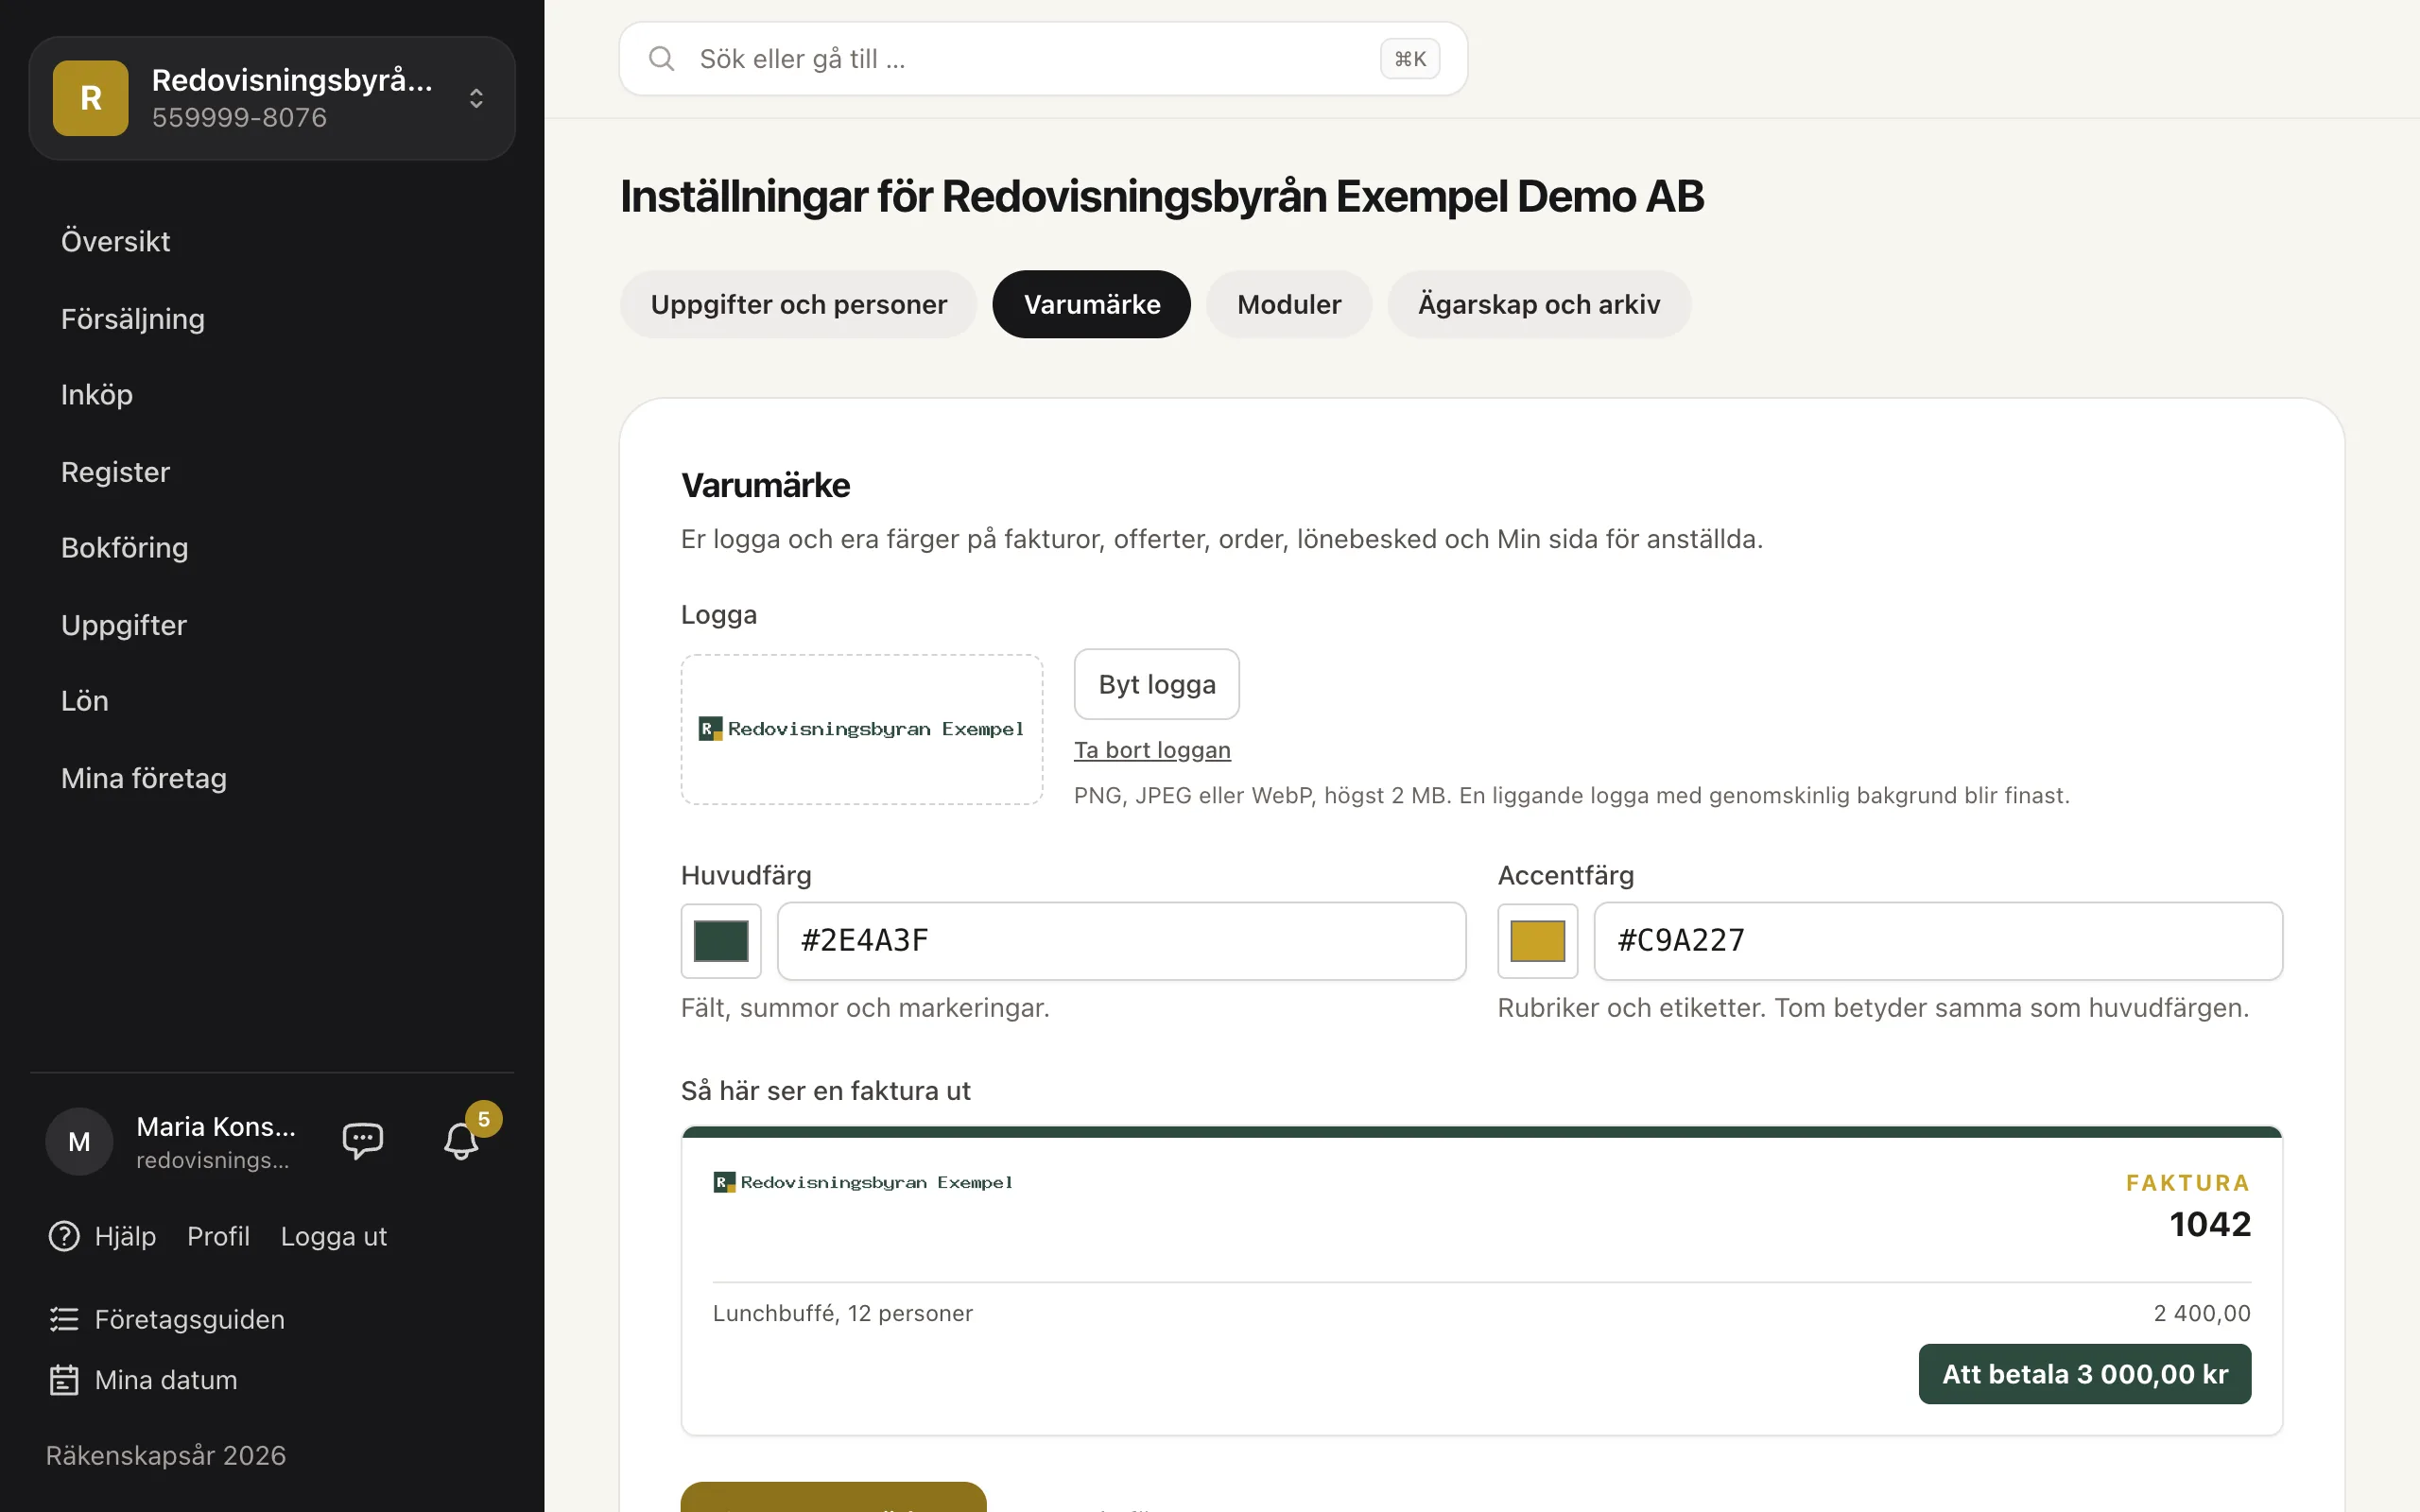 R
Redovisningsbyrå...
559999-8076
Översikt
Försäljning
Inköp
Register
Bokföring
Uppgifter
Lön
Mina företag
M
Maria Kons...
redovisnings...
5
Hjälp Profil Logga ut
Företagsguiden
Mina datum
Räkenskapsår 2026
Sök eller gå till ...
⌘K
Inställningar för Redovisningsbyrån Exempel Demo AB
Uppgifter och personer Varumärke Moduler Ägarskap och arkiv
Varumärke
Er logga och era färger på fakturor, offerter, order, lönebesked och Min sida för anställda.
Logga
R Redovisningsbyran Exempel
Byt logga
Ta bort loggan
PNG, JPEG eller WebP, högst 2 MB. En liggande logga med genomskinlig bakgrund blir finast.
Huvudfärg
#2E4A3F
Fält, summor och markeringar.
Accentfärg
#C9A227
Rubriker och etiketter. Tom betyder samma som huvudfärgen.
Så här ser en faktura ut
R Redovisningsbyran Exempel
FAKTURA
1042
Lunchbuffé, 12 personer 2 400,00
Att betala 3 000,00 kr